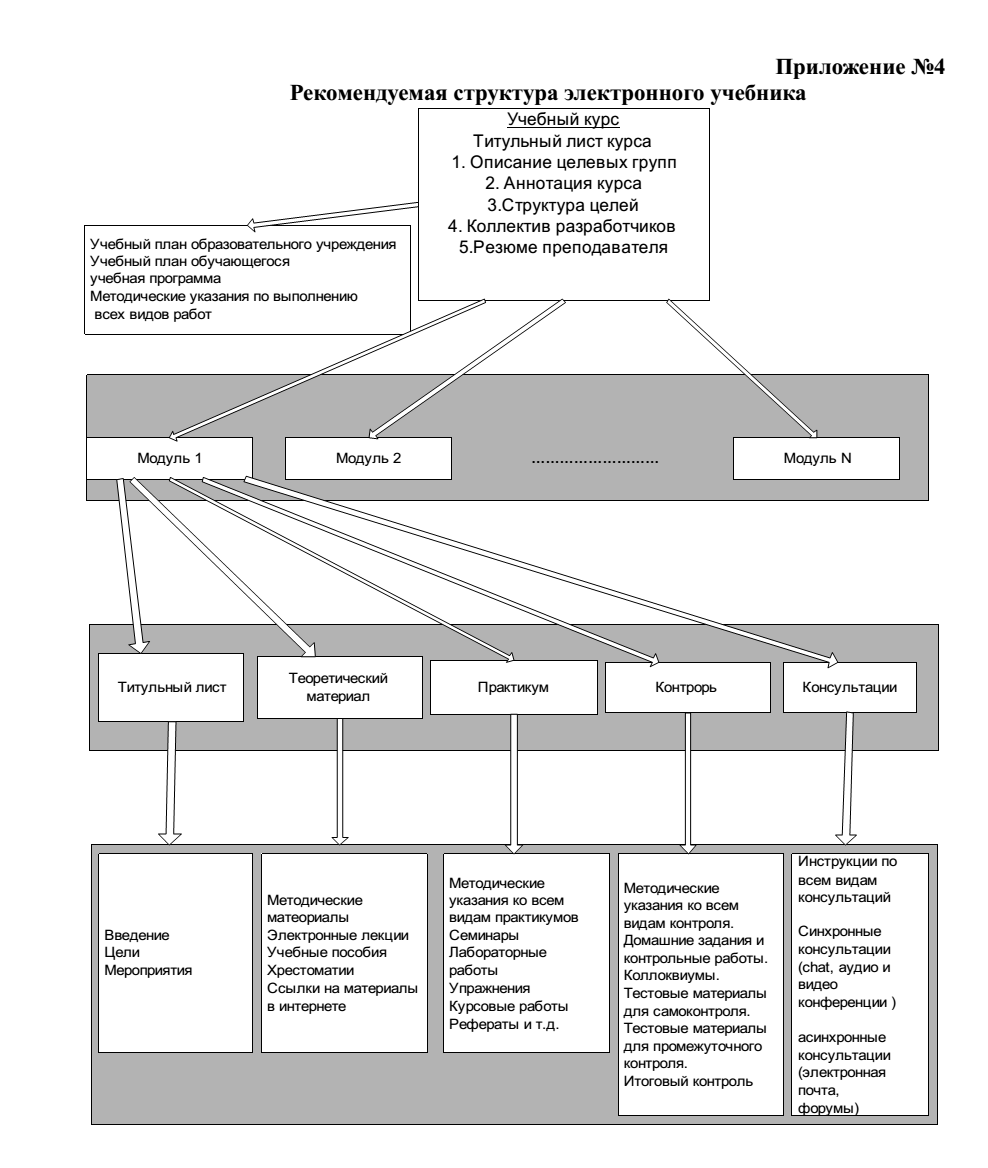 Приложение №4
Рекомендуемая структура электронного учебника
Учебный курс
Титульный лист курса
1. Описание целевых групп
2. Аннотация курса
3.Структура целей
4. Коллектив разработчиков
5.Резюме преподавателя
Учебный план образовательного учреждения
Учебный план обучающегося
учебная программа
Методические указания по выполнению
всех видов работ
Модуль 1
Модуль 2
...........................
Модуль N
Титульный лист
Теоретический
материал
Практикум
Контрорь
Консультации
Введение
Цели
Мероприятия
Методические
матеориалы
Электронные лекции
Учебные пособия
Хрестоматии
Ссылки на материалы
в интернете
Методические
указания ко всем
видам практикумов
Семинары
Лабораторные
работы
Упражнения
Курсовые работы
Рефераты и т.д.
Методические
указания ко всем
видам контроля.
Домашние задания и
контрольные работы.
Коллоквиумы.
Тестовые материалы
для самоконтроля.
Тестовые материалы
для промежуточного
контроля.
Итоговый контроль
Инструкции по
всем видам
консультаций
Синхронные
консультации
(chat, аудио и
видео
конференции )
асинхронные
консультации
(электронная
почта,
форумы)